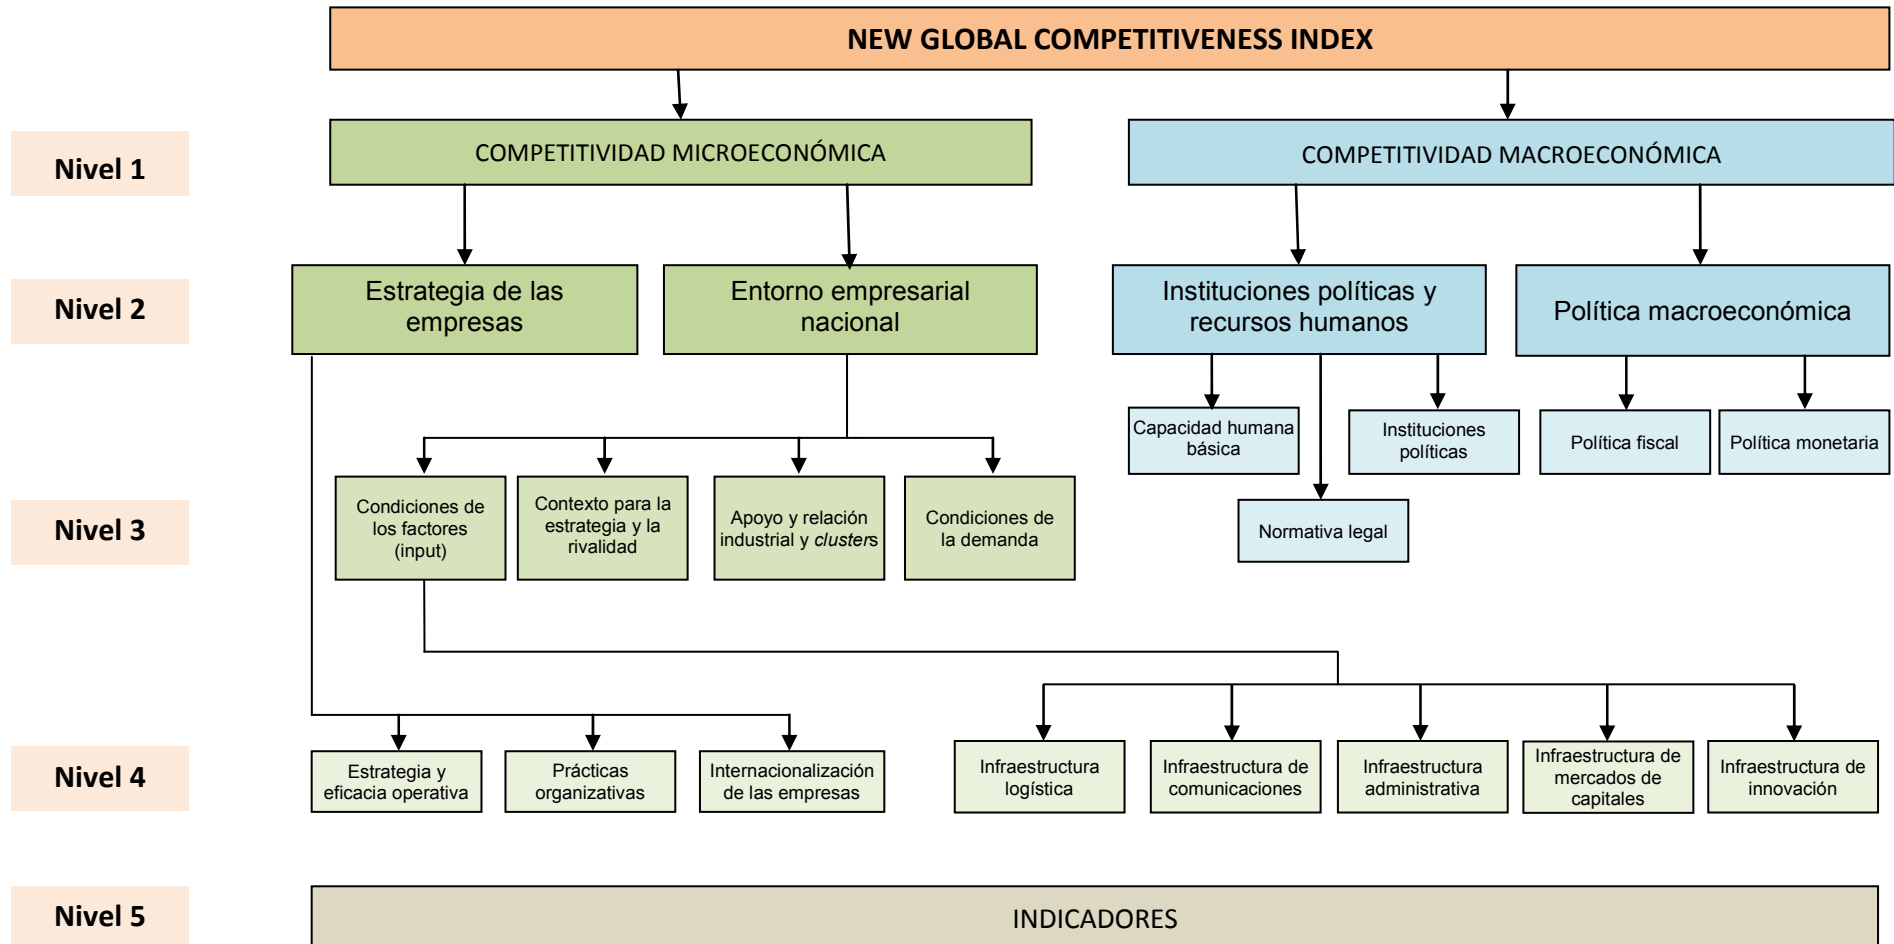 NEW GLOBAL COMPETITIVENESS INDEX
Nivel 1
COMPETITIVIDAD MICROECONÓMICA
COMPETITIVIDAD MACROECONÓMICA
Nivel 2
Estrategia de las
empresas
Entorno empresarial
nacional
Instituciones políticas y
recursos humanos
Política macroeconómica
Capacidad humana
básica
Instituciones
políticas
Política fiscal
Política monetaria
Nivel 3
Condiciones de
los factores
(input)
Contexto para la
estrategia y la
rivalidad
Apoyo y relación
industrial y clusters
Condiciones de
la demanda
Normativa legal
Nivel 4
Estrategia y
eficacia operativa
Prácticas
organizativas
Internacionalización
de las empresas
Infraestructura
logística
Infraestructura de
comunicaciones
Infraestructura
administrativa
Infraestructura de
mercados de
capitales
Infraestructura de
innovación
Nivel 5
INDICADORES